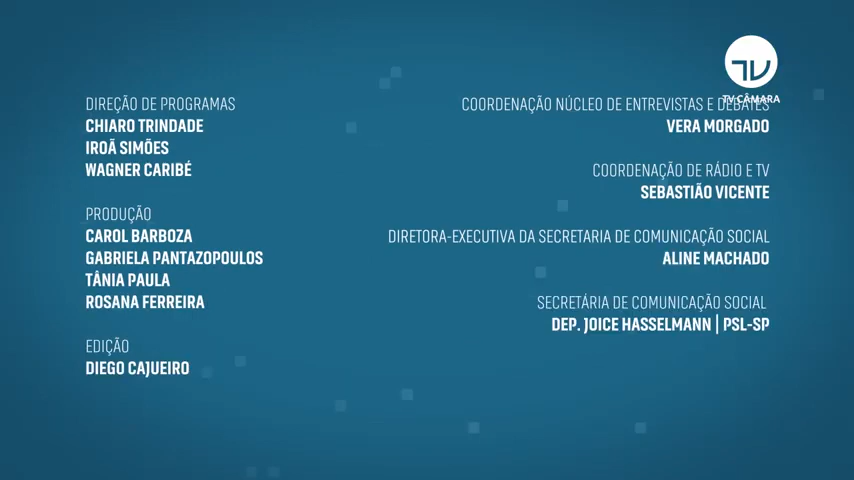 DIREÇÃO DE PROGRAMAS
CHIARO TRINDADE
IROÃ SIMÕES
WAGNER CARIBÉ
PRODUÇÃO
CAROL BARBOZA
GABRIELA PANTAZOPOULOS
TÂNIA PAULA
ROSANA FERREIRA
EDIÇÃO
DIEGO CAJUEIRO
TV CÂMARA
COORDENAÇÃO NÚCLEO DE ENTREVISTAS E DEBATES
VERA MORGADO
COORDENAÇÃO DE RÁDIO E TV
SEBASTIÃO VICENTE
DIRETORA-EXECUTIVA DA SECRETARIA DE COMUNICAÇÃO SOCIAL
ALINE MACHADO
SECRETÁRIA DE COMUNICAÇÃO SOCIAL
DEP. JOICE HASSELMANN | PSL-SP